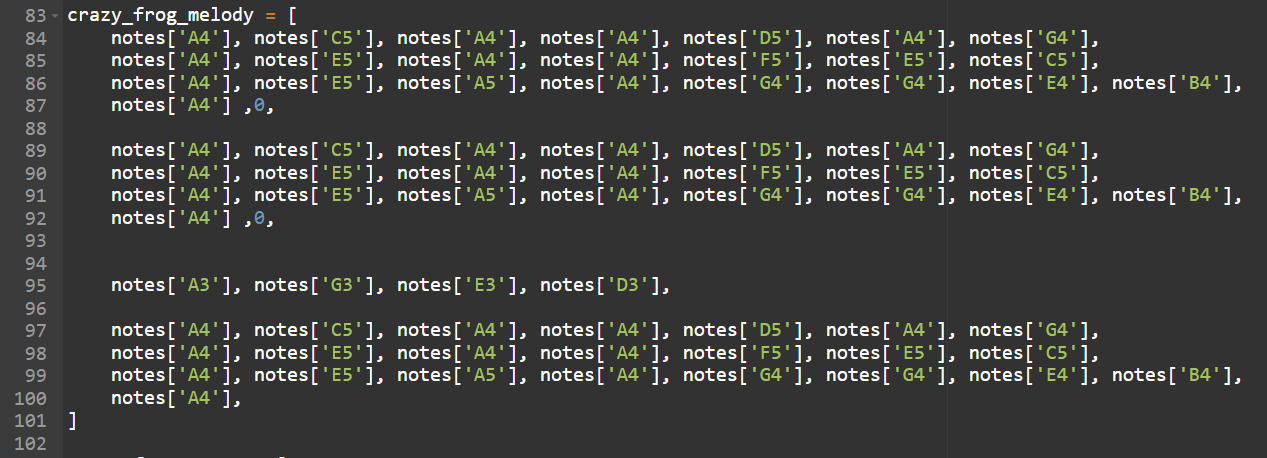 83 crazy_frog_melody = [
84 notes['A4'], notes['C5'], notes['A4'], notes['A4'], notes['D5'], notes['A4'], notes['G4'],
85 notes['A4'], notes['E5'], notes['A4'], notes['A4'], notes['F5'], notes['E5'], notes['C5'],
86 notes['A4'], notes['E5'], notes['A5'], notes['A4'], notes['G4'], notes['G4'], notes['E4'], notes['B4'],
87 notes['A4'] ,0,
88
89 notes['A4'], notes['C5'], notes['A4'], notes['A4'], notes['D5'], notes['A4'], notes['G4'],
90 notes['A4'], notes['E5'], notes['A4'], notes['A4'], notes['F5'], notes['E5'], notes['C5'],
91 notes['A4'], notes['E5'], notes['A5'], notes['A4'], notes['G4'], notes['G4'], notes['E4'], notes['B4'],
92 notes['A4'] ,0,
93
94
95 notes['A3'], notes['G3'], notes['E3'], notes['D3'],
96
97 notes['A4'], notes['C5'], notes['A4'], notes['A4'], notes['D5'], notes['A4'], notes['G4'],
98 notes['A4'], notes['E5'], notes['A4'], notes['A4'], notes['F5'], notes['E5'], notes['C5'],
99 notes['A4'], notes['E5'], notes['A5'], notes['A4'], notes['G4'], notes['G4'], notes['E4'], notes['B4'],
100 notes['A4'],
101 ]
102